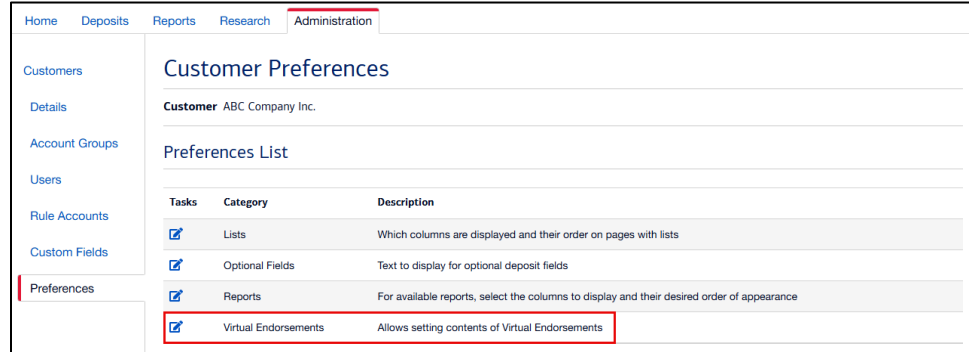 Home Deposits Reports Research Administration
Customers
Details
Account Groups
Users
Rule Accounts
Custom Fields
Preferences
Customer Preferences
Customer ABC Company Inc.
Preferences List
Tasks Category Description
Lists Which columns are displayed and their order on pages with lists
Optional Fields Text to display for optional deposit fields
Reports For available reports, select the columns to display and their desired order of appearance
Virtual Endorsements Allows setting contents of Virtual Endorsements